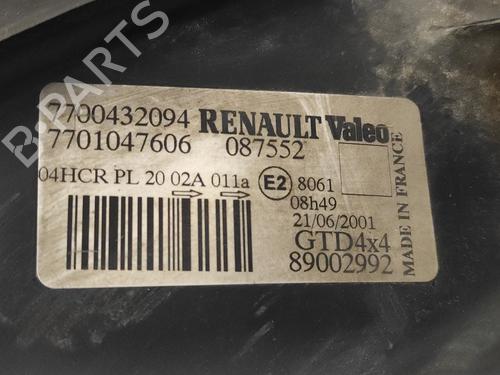 7700432094 RENAULT Valeo
7701047606 087552
04HCR PL 20 02A 011a E2 8061
08h49
21/06/2001
GTD4x4
89002992
MADE IN FRANCE
B-PARTS